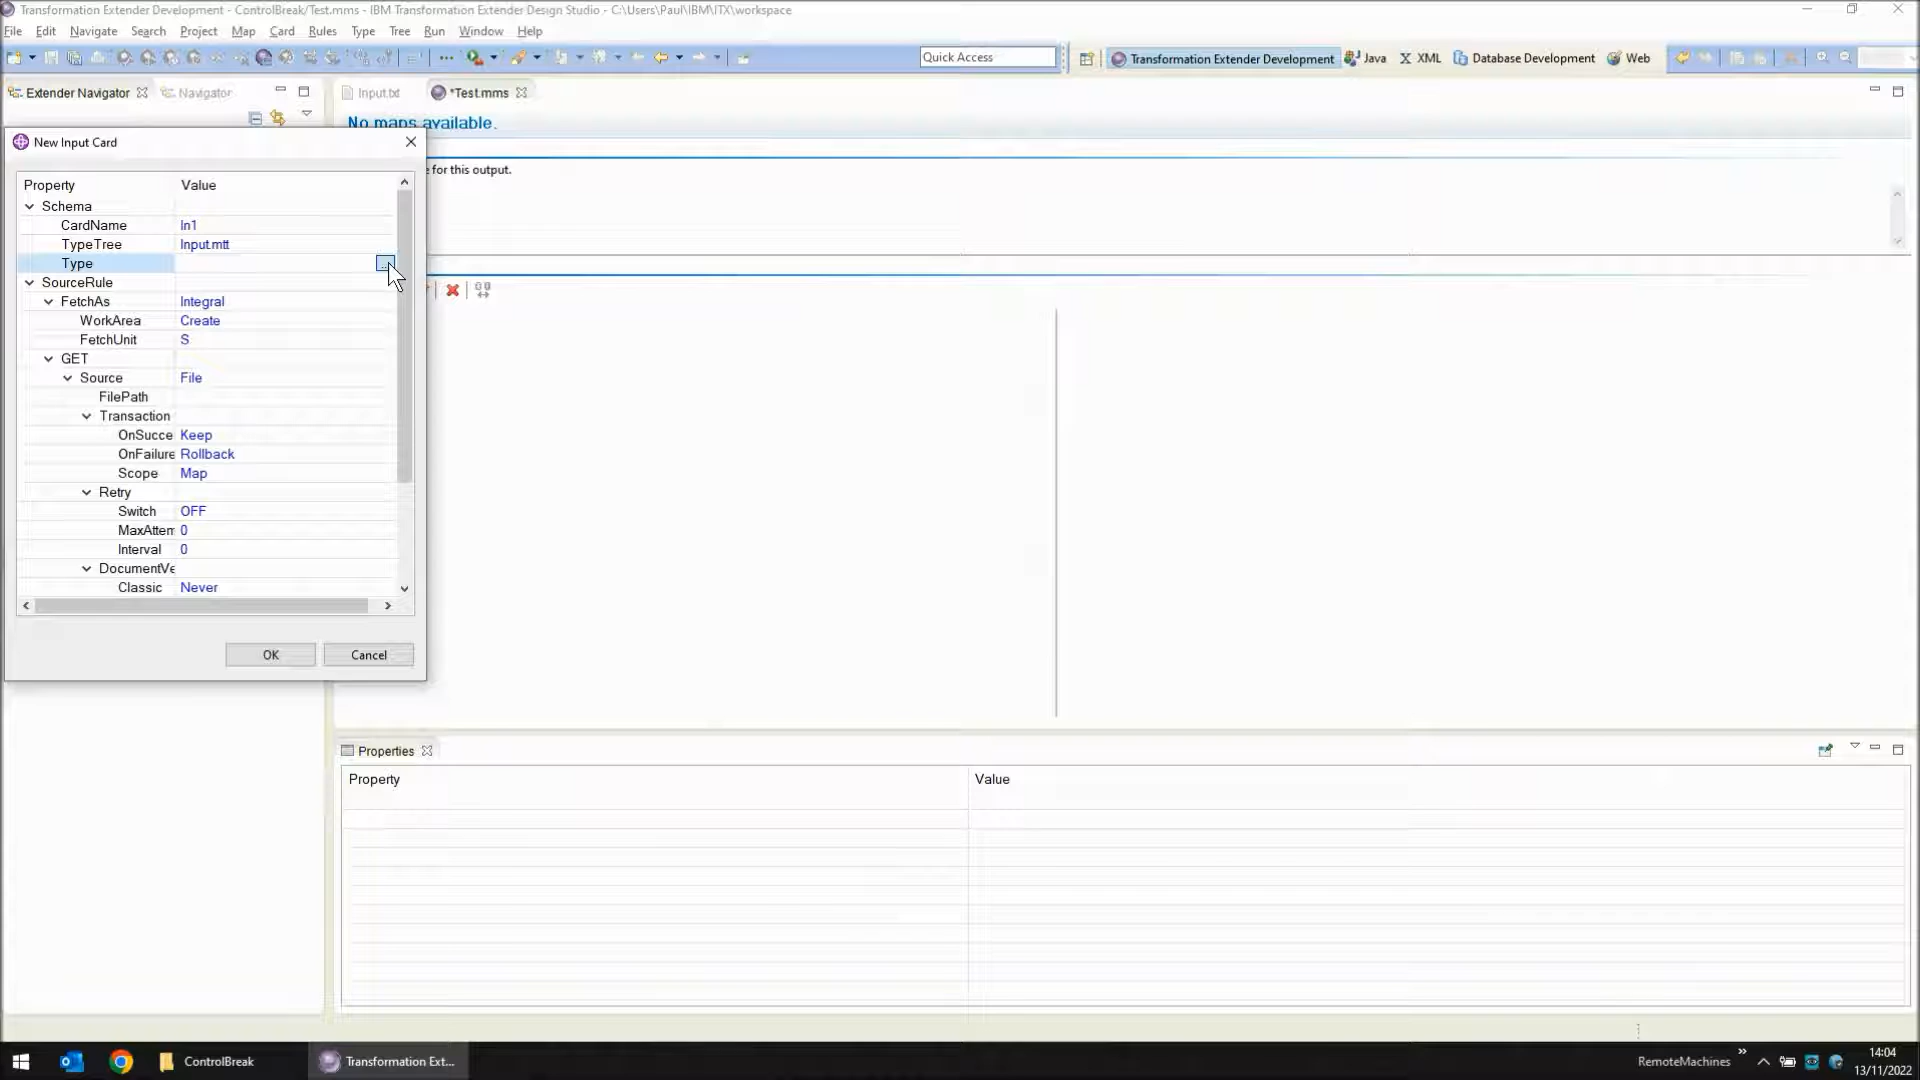 Transformation Extender Development - ControlBreak/Test.mms - IBM Transformation Extender Design Studio - C:\Users\Paul\IBM\ITX\workspace
File Edit Navigate Search Project Map Card Rules Type Tree Run Window Help
Quick Access
Transformation Extender Development
Java
XML
Database Development
Web
Extender Navigator
Navigator
Input.txt
*Test.mms
No maps available.
New Input Card
e for this output.
Property Value
Schema
CardName In1
TypeTree Input.mtt
Type ...
SourceRule
FetchAs Integral
WorkArea Create
FetchUnit S
GET
Source File
FilePath
Transaction
OnSucce Keep
OnFailure Rollback
Scope Map
Retry
Switch OFF
MaxAttem 0
Interval 0
DocumentVe
Classic Never
OK Cancel
Properties
Property Value
ControlBreak
Transformation Ext...
RemoteMachines
14:04
13/11/2022